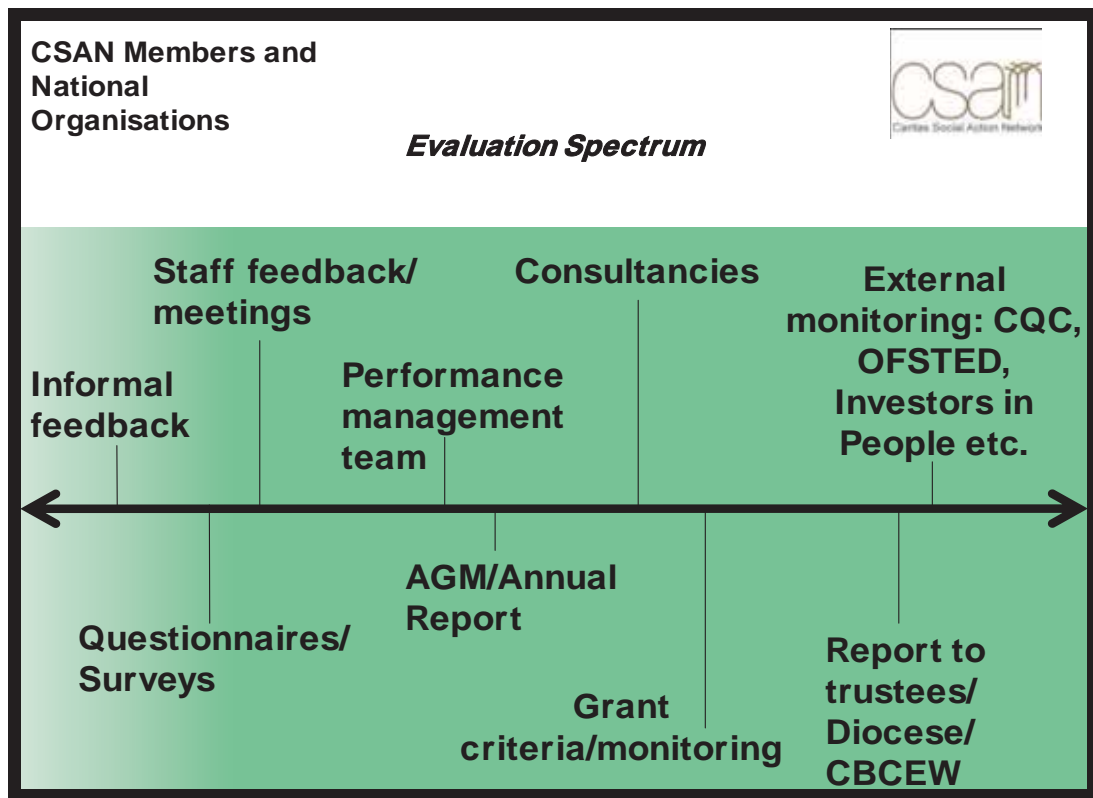 CSAN Members and
National
Organisations
csan
Caritas Social Action Network
Evaluation Spectrum
Staff feedback/
meetings
Consultancies
External
monitoring: CQC,
OFSTED,
Investors in
People etc.
Informal
feedback
Performance
management
team
AGM/Annual
Report
Questionnaires/
Surveys
Grant
criteria/monitoring
Report to
trustees/
Diocese/
CBCEW